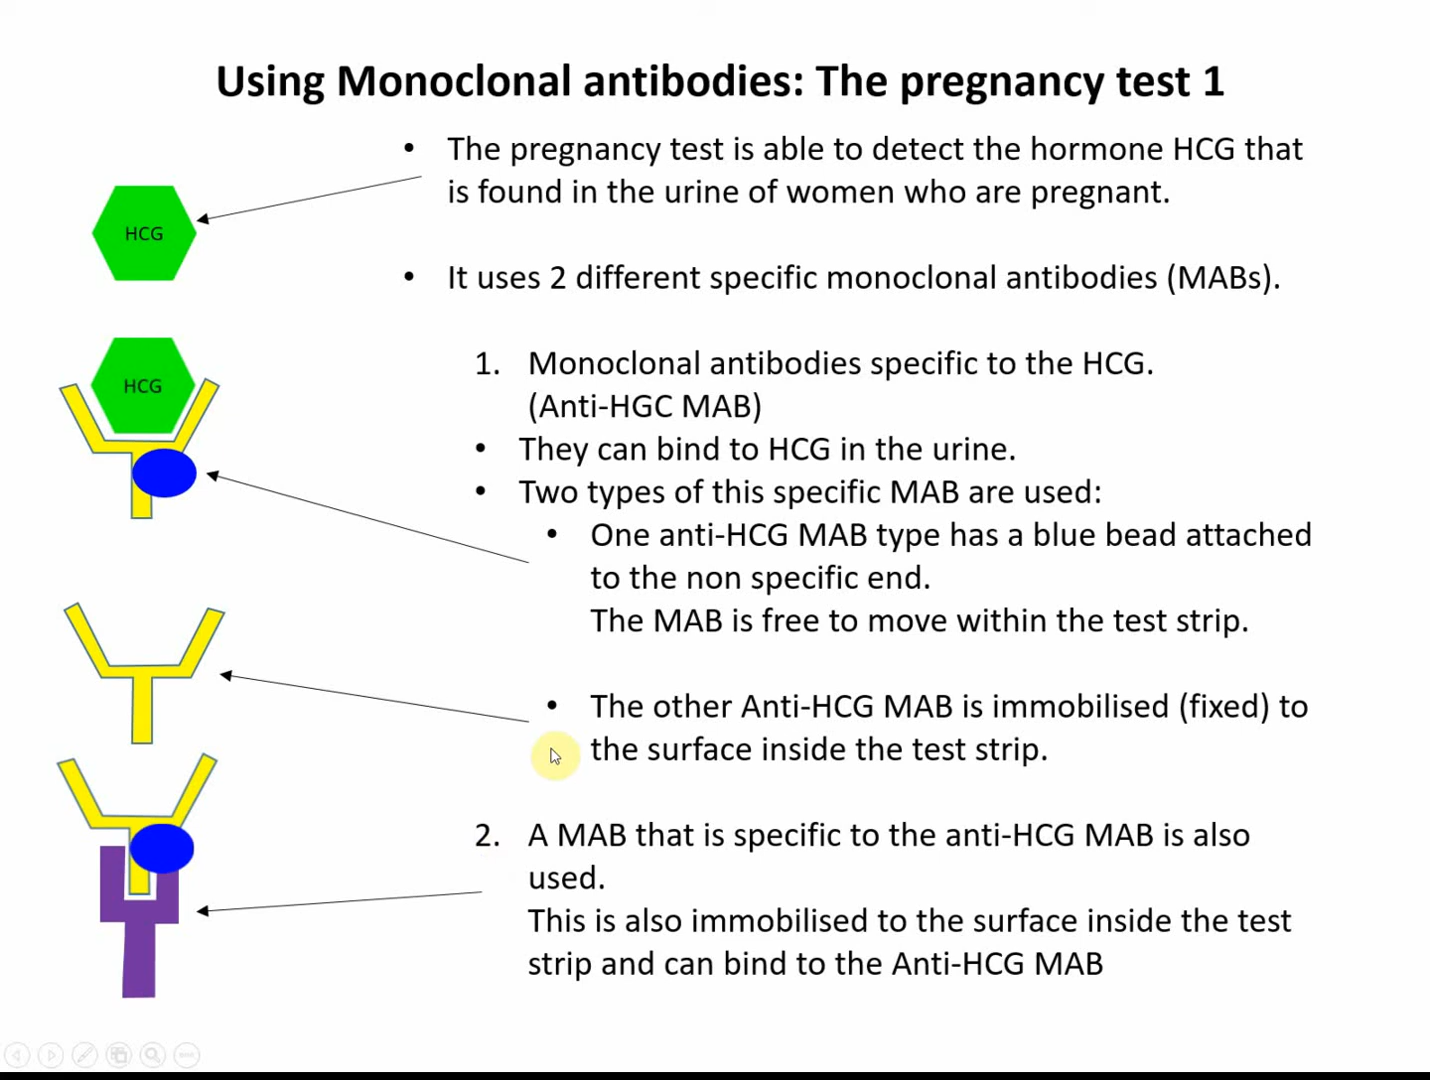 Using Monoclonal antibodies: The pregnancy test 1
• The pregnancy test is able to detect the hormone HCG that
is found in the urine of women who are pregnant.
HCG
• It uses 2 different specific monoclonal antibodies (MABs).
1. Monoclonal antibodies specific to the HCG.
(Anti-HGC MAB)
HCG
• They can bind to HCG in the urine.
• Two types of this specific MAB are used:
• One anti-HCG MAB type has a blue bead attached
to the non specific end.
The MAB is free to move within the test strip.
• The other Anti-HCG MAB is immobilised (fixed) to
the surface inside the test strip.
2. A MAB that is specific to the anti-HCG MAB is also
used.
This is also immobilised to the surface inside the test
strip and can bind to the Anti-HCG MAB